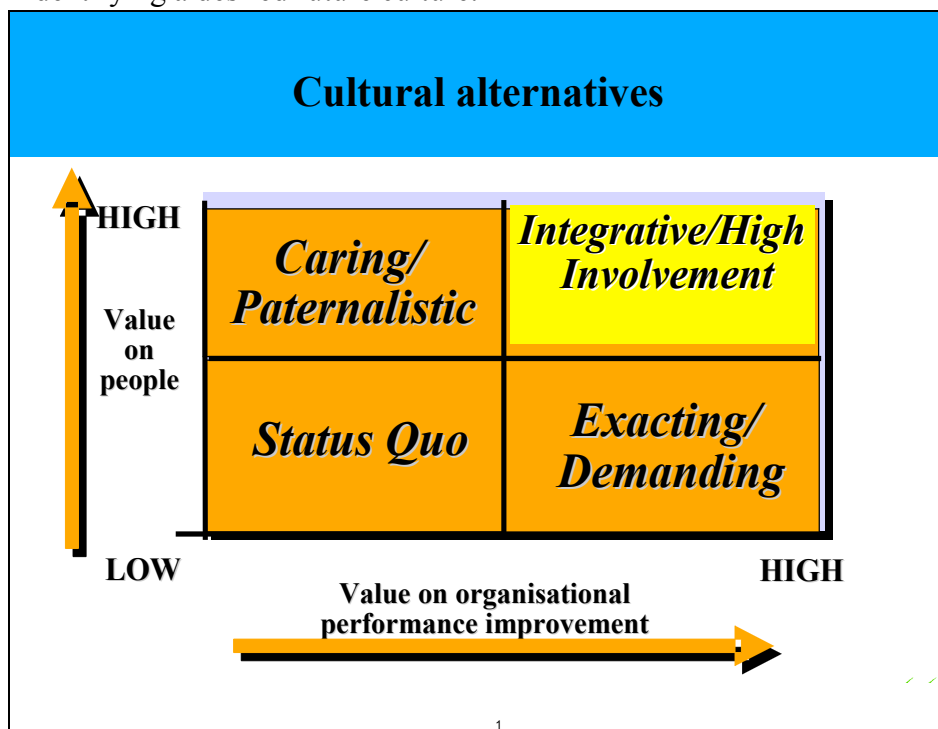 Cultural alternatives
HIGH
Caring/
Paternalistic
Integrative/High
Involvement
Value
on
people
Status Quo
Exacting/
Demanding
LOW
HIGH
Value on organisational
performance improvement
1